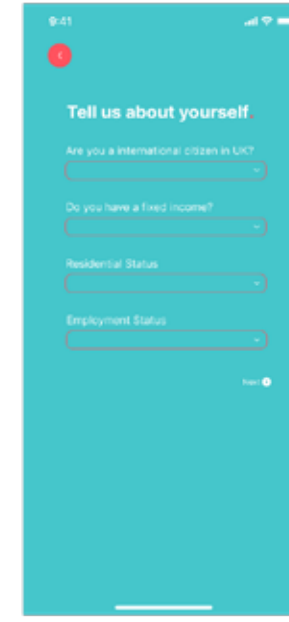 9:41
Tell us about yourself.
Are you a international citizen in UK?
Do you have a fixed income?
Residential Status
Employment Status
Next